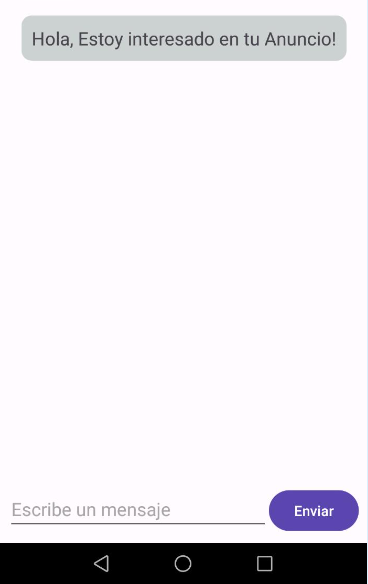 Hola, Estoy interesado en tu Anuncio!
Escribe un mensaje
Enviar